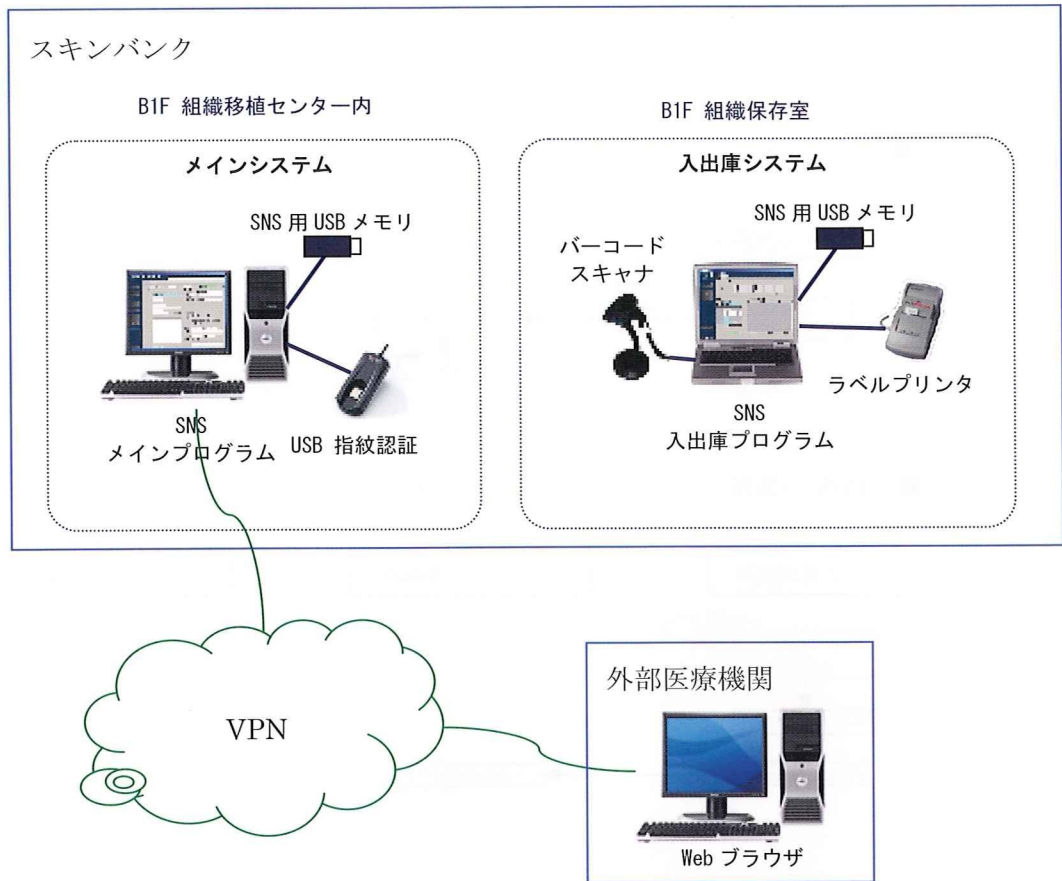 スキンバンク
B1F 組織移植センター内
メインシステム
SNS 用 USB メモリ
SNS
メインプログラム
USB 指紋認証
B1F 組織保存室
入出庫システム
SNS 用 USB メモリ
バーコード
スキャナ
ラベルプリンタ
SNS
入出庫プログラム
VPN
外部医療機関
Web ブラウザ